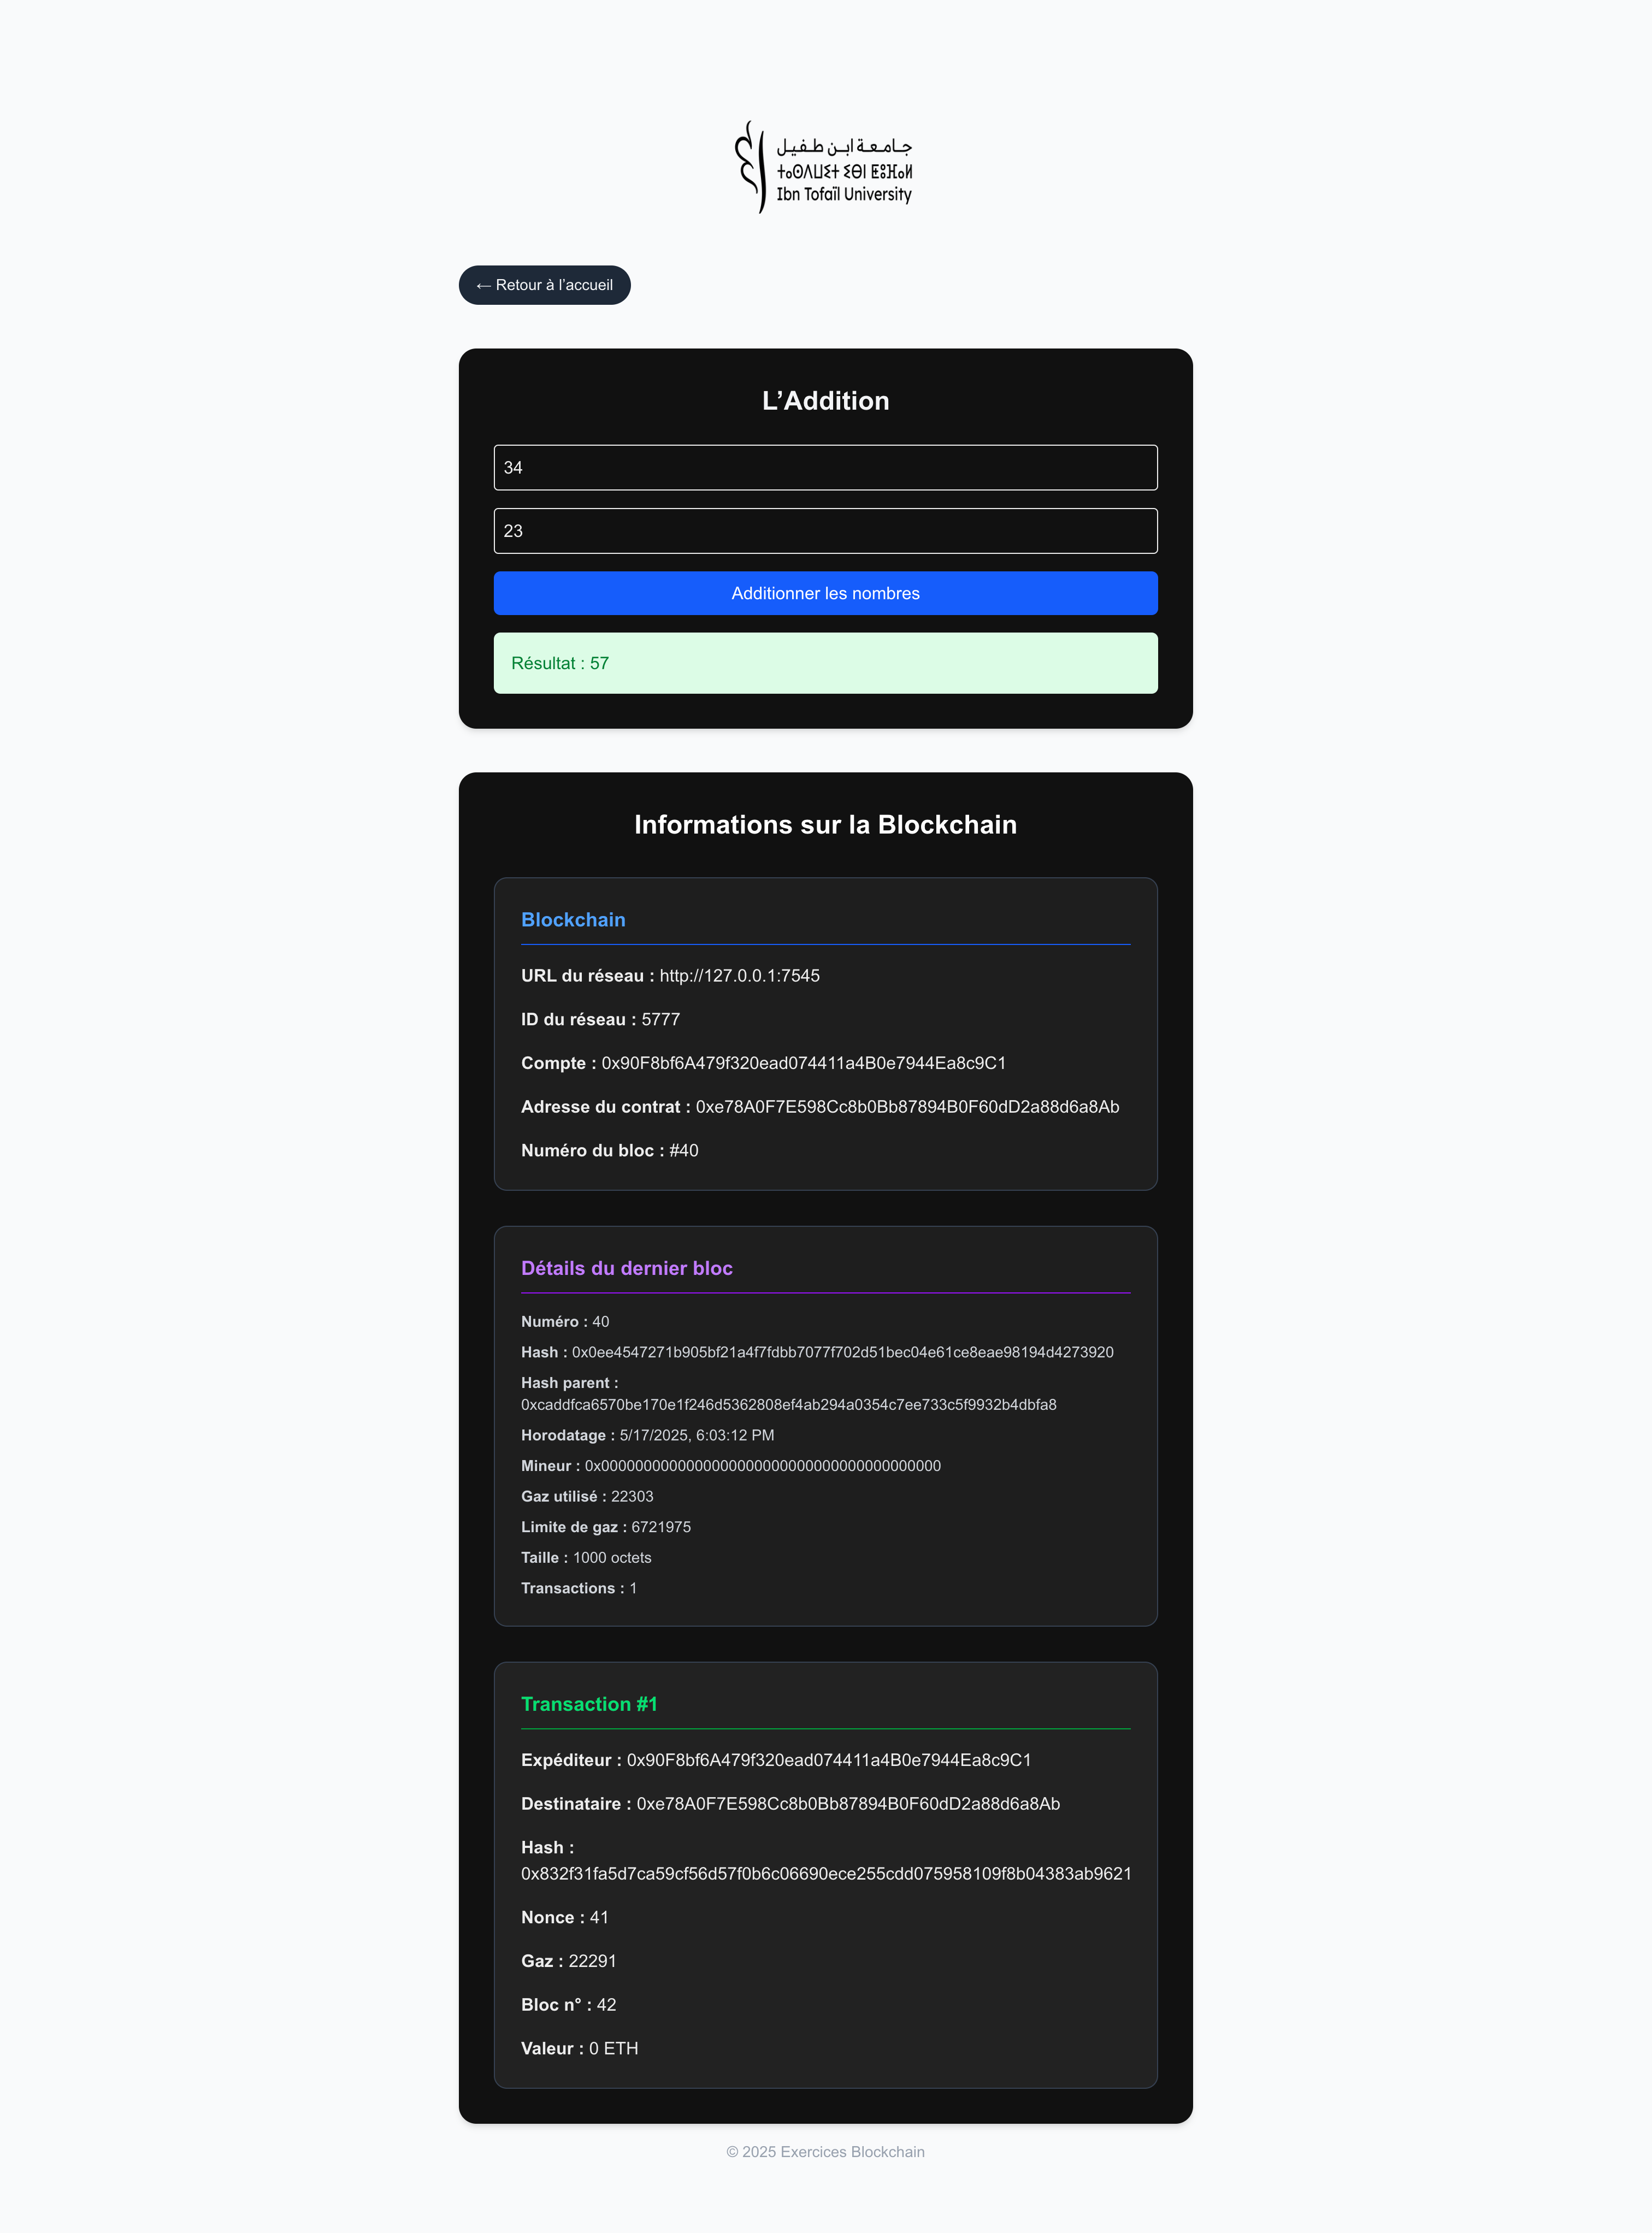 جامعة ابن طفيل
ⵜⴰⵙⴷⴰⵡⵉⵜ ⵉⴱⵏ ⵟⵓⴼⴰⵢⵍ
Ibn Tofaïl University
← Retour à l’accueil
L’Addition
34
23
Additionner les nombres
Résultat : 57
Informations sur la Blockchain
Blockchain
URL du réseau : http://127.0.0.1:7545
ID du réseau : 5777
Compte : 0x90F8bf6A479f320ead074411a4B0e7944Ea8c9C1
Adresse du contrat : 0xe78A0F7E598Cc8b0Bb87894B0F60dD2a88d6a8Ab
Numéro du bloc : #40
Détails du dernier bloc
Numéro : 40
Hash : 0x0ee4547271b905bf21a4f7fdbb7077f702d51bec04e61ce8eae98194d4273920
Hash parent :
0xcaddfca6570be170e1f246d5362808ef4ab294a0354c7ee733c5f9932b4dbfa8
Horodatage : 5/17/2025, 6:03:12 PM
Mineur : 0x0000000000000000000000000000000000000000
Gaz utilisé : 22303
Limite de gaz : 6721975
Taille : 1000 octets
Transactions : 1
Transaction #1
Expéditeur : 0x90F8bf6A479f320ead074411a4B0e7944Ea8c9C1
Destinataire : 0xe78A0F7E598Cc8b0Bb87894B0F60dD2a88d6a8Ab
Hash :
0x832f31fa5d7ca59cf56d57f0b6c06690ece255cdd075958109f8b04383ab9621
Nonce : 41
Gaz : 22291
Bloc n° : 42
Valeur : 0 ETH
© 2025 Exercices Blockchain